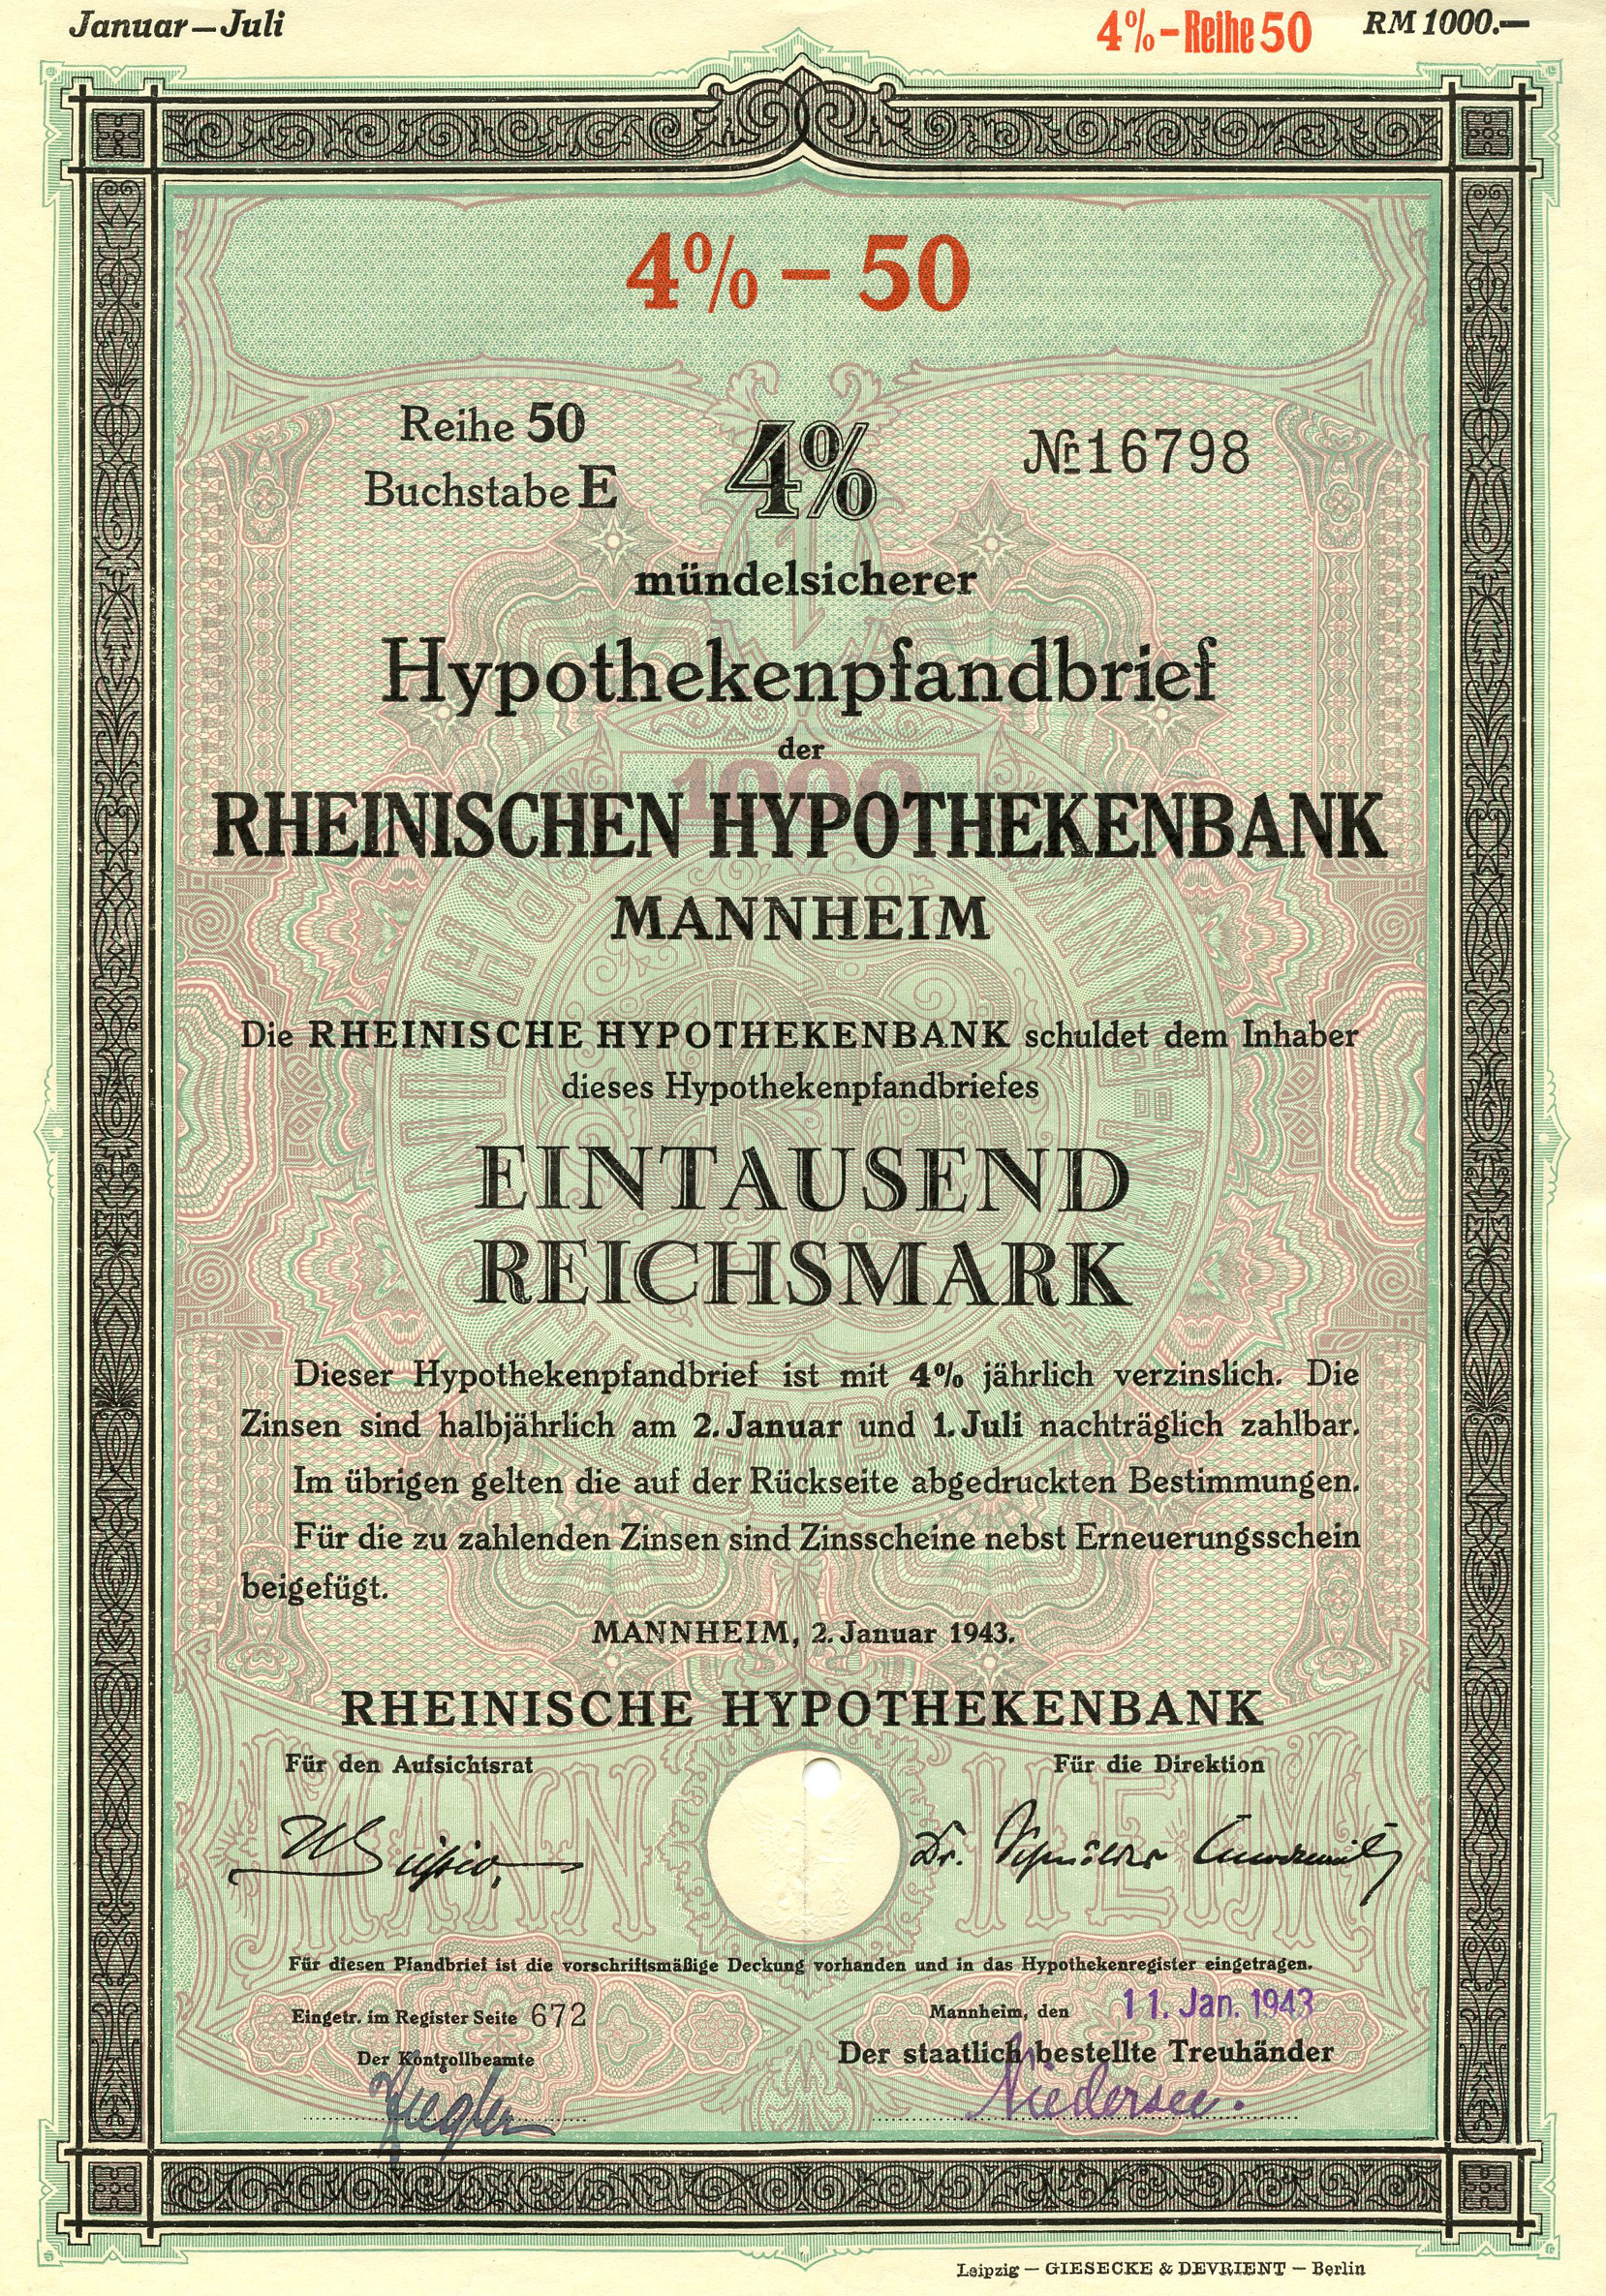 Januar—Juli
4%-Reihe 50
RM 1000.—
4% – 50
Reihe 50
Buchstabe E
4%
№ 16798
mündelsicherer
Hypothekenpfandbrief
der
1000
RHEINISCHEN HYPOTHEKENBANK
MANNHEIM
Die RHEINISCHE HYPOTHEKENBANK schuldet dem Inhaber
dieses Hypothekenpfandbriefes
EINTAUSEND
REICHSMARK
Dieser Hypothekenpfandbrief ist mit 4% jährlich verzinslich. Die
Zinsen sind halbjährlich am 2. Januar und 1. Juli nachträglich zahlbar.
Im übrigen gelten die auf der Rückseite abgedruckten Bestimmungen.
Für die zu zahlenden Zinsen sind Zinsscheine nebst Erneuerungsschein
beigefügt.
MANNHEIM, 2. Januar 1943.
RHEINISCHE HYPOTHEKENBANK
Für den Aufsichtsrat
Für die Direktion
MANNHEIM
Dr.
Für diesen Pfandbrief ist die vorschriftsmäßige Deckung vorhanden und in das Hypothekenregister eingetragen.
Eingetr. im Register Seite 672
Mannheim, den 11. Jan. 1943
Der Kontrollbeamte
Der staatlich bestellte Treuhänder
Ziegler
Niedersee.
Leipzig — GIESECKE & DEVRIENT — Berlin